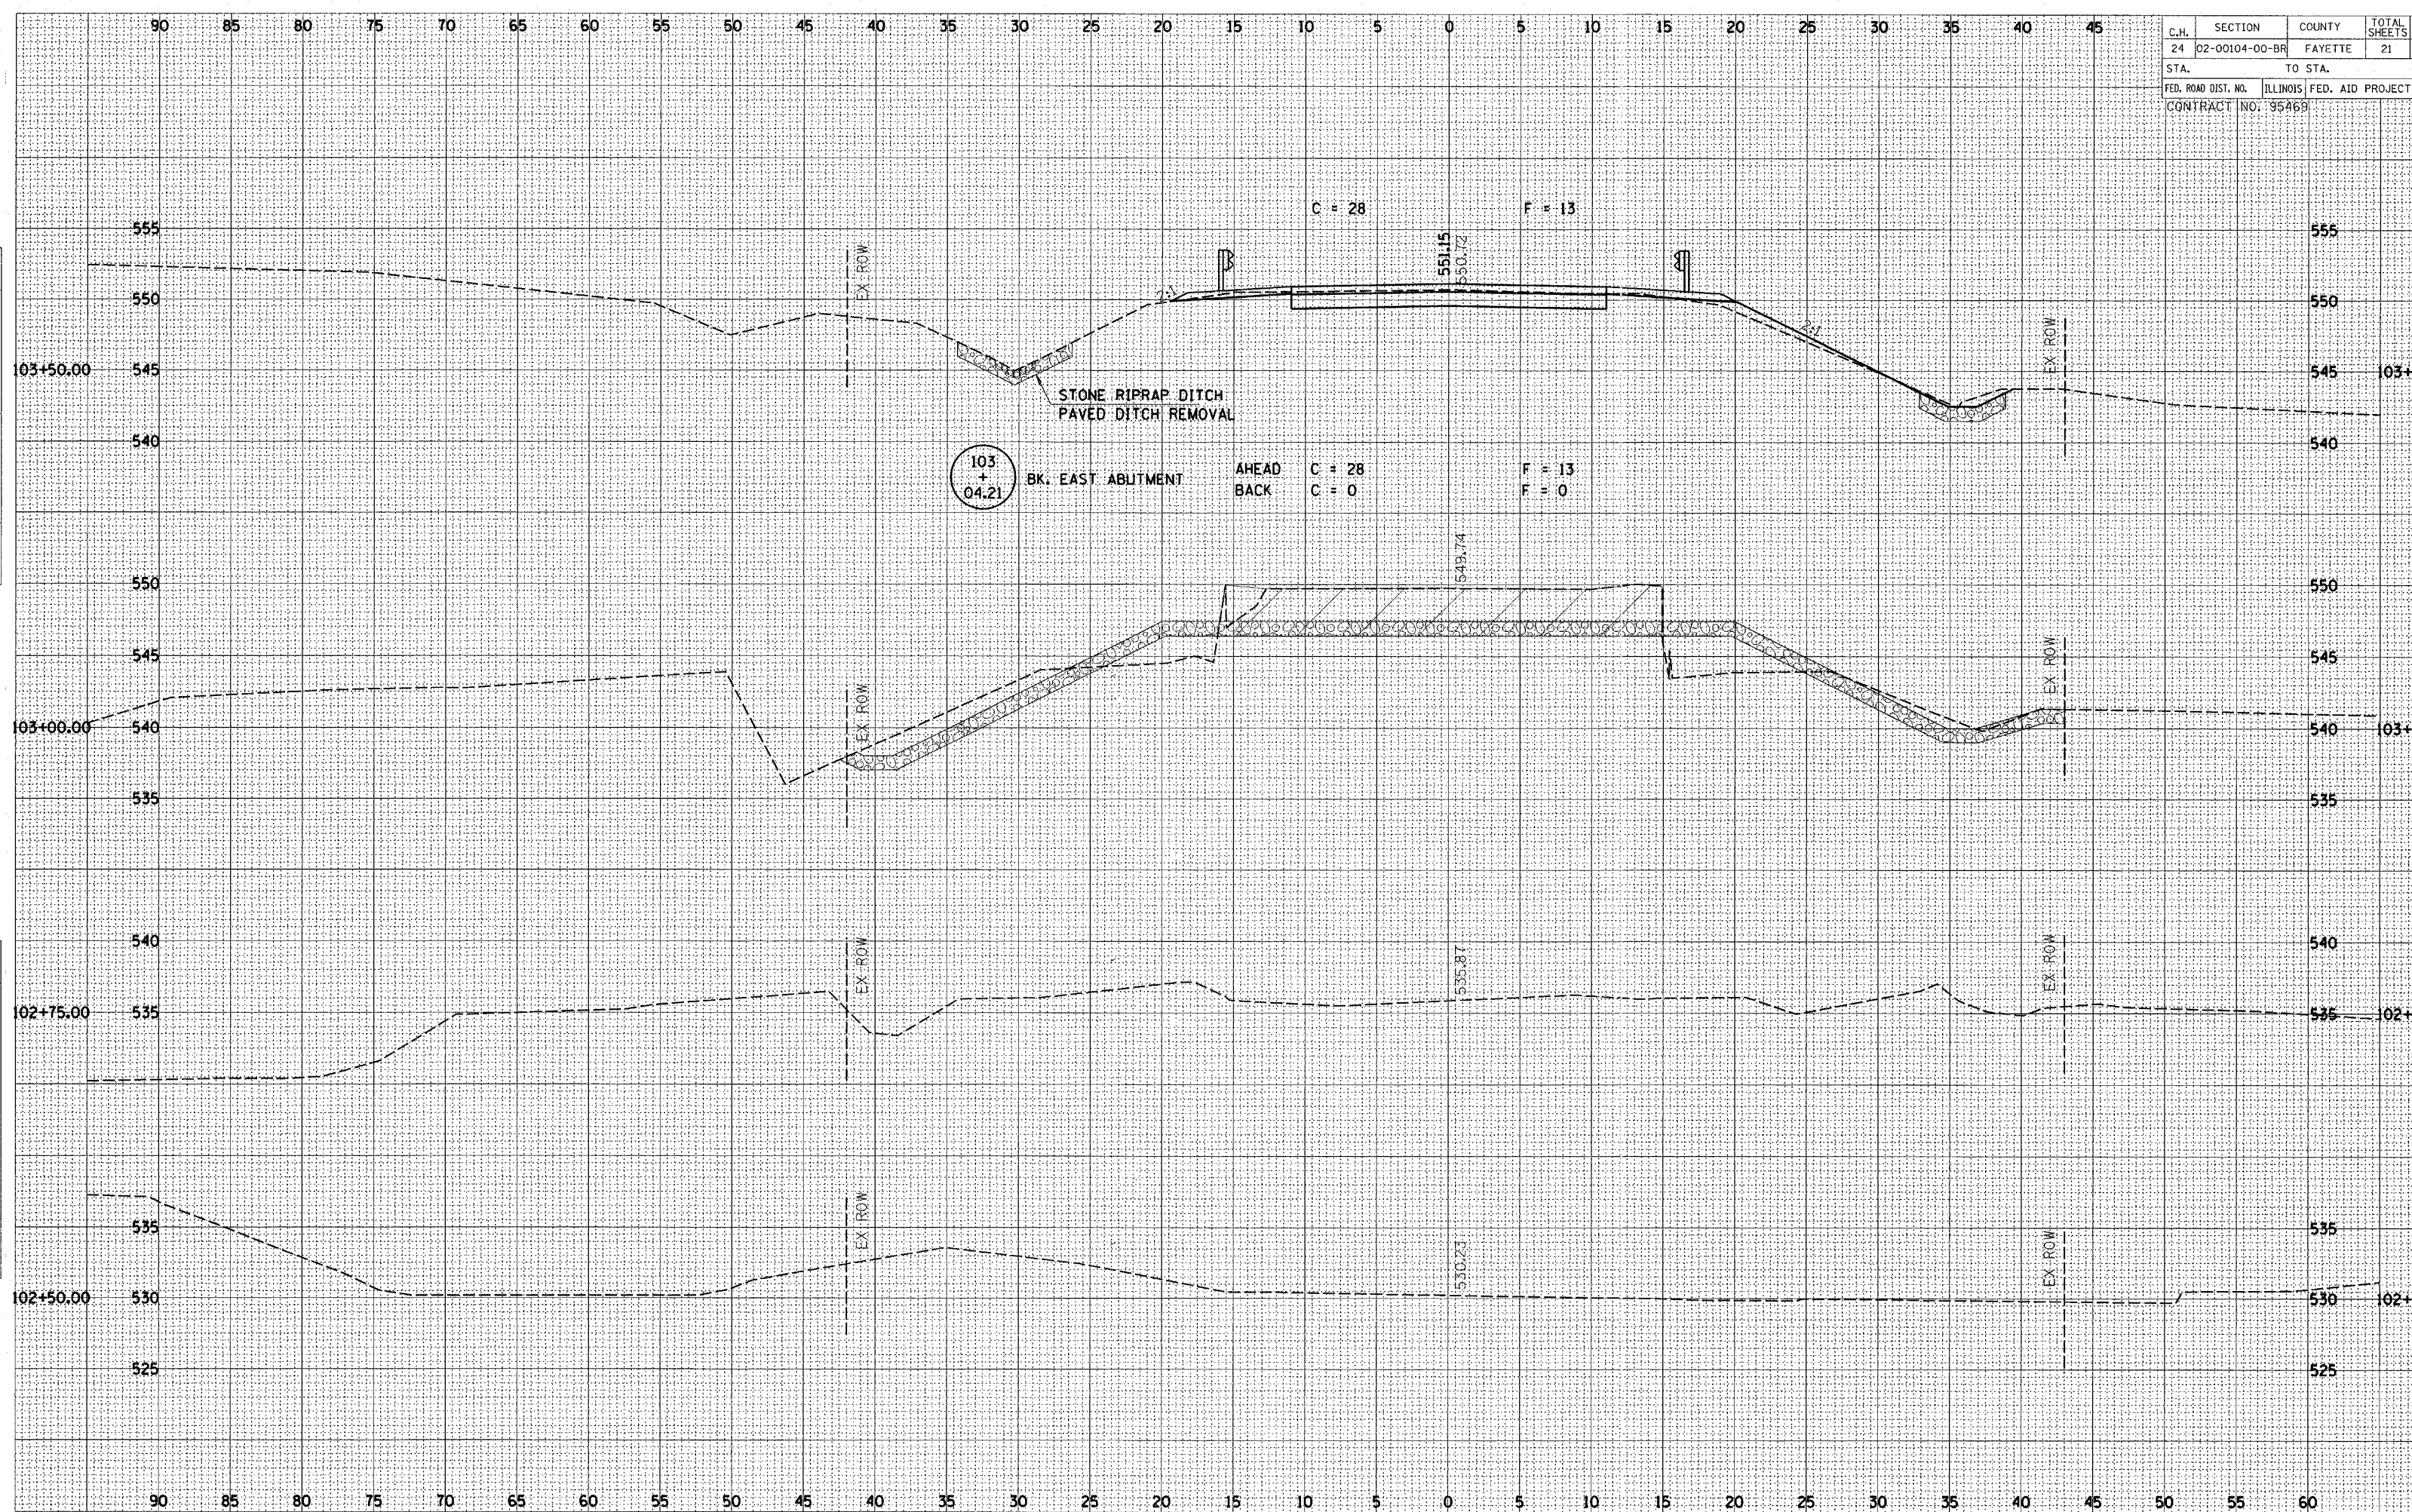 90 85 80 75 70 65 60 55 50 45 40 35 30 25 20 15 10 5 0 5 10 15 20 25 30 35 40 45
C.H. SECTION COUNTY TOTAL SHEETS
24 02-00104-00-BR FAYETTE 21
STA. TO STA.
FED. ROAD DIST. NO. ILLINOIS FED. AID PROJECT
CONTRACT NO. 95469
C = 28 F = 13
555 555
EX ROW
551.15
550.72
550 2:1 550
2:1
EX ROW
103+50.00 545 545 103+
STONE RIPRAP DITCH
PAVED DITCH REMOVAL
540 540
103
+
04.21
BK. EAST ABUTMENT
AHEAD C = 28 F = 13
BACK C = 0 F = 0
549.74
550 550
545 545
EX ROW EX ROW
103+00.00 540 540 103+
535 535
540 540
EX ROW 535.87 EX ROW
102+75.00 535 535 102+
535 535
EX ROW 530.23 EX ROW
102+50.00 530 530 102+
525 525
90 85 80 75 70 65 60 55 50 45 40 35 30 25 20 15 10 5 0 5 10 15 20 25 30 35 40 45 50 55 60